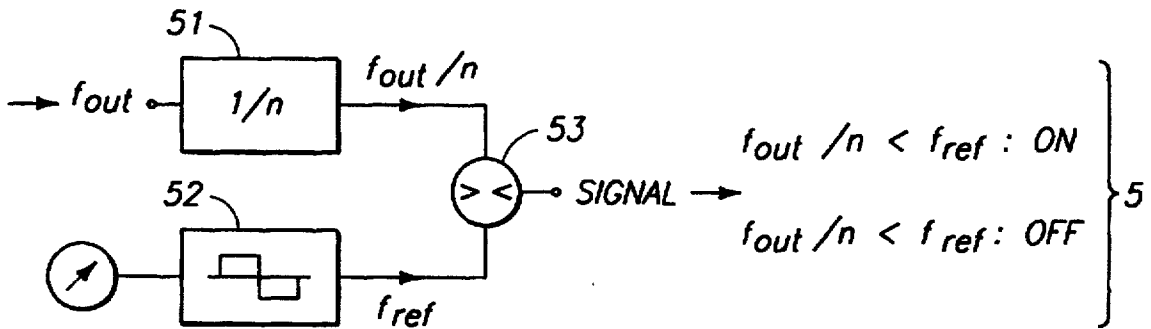 51
f_out
1/n
f_out /n
53
> <
SIGNAL
f_out /n < f_ref : ON
f_out /n < f_ref : OFF
5
52
f_ref